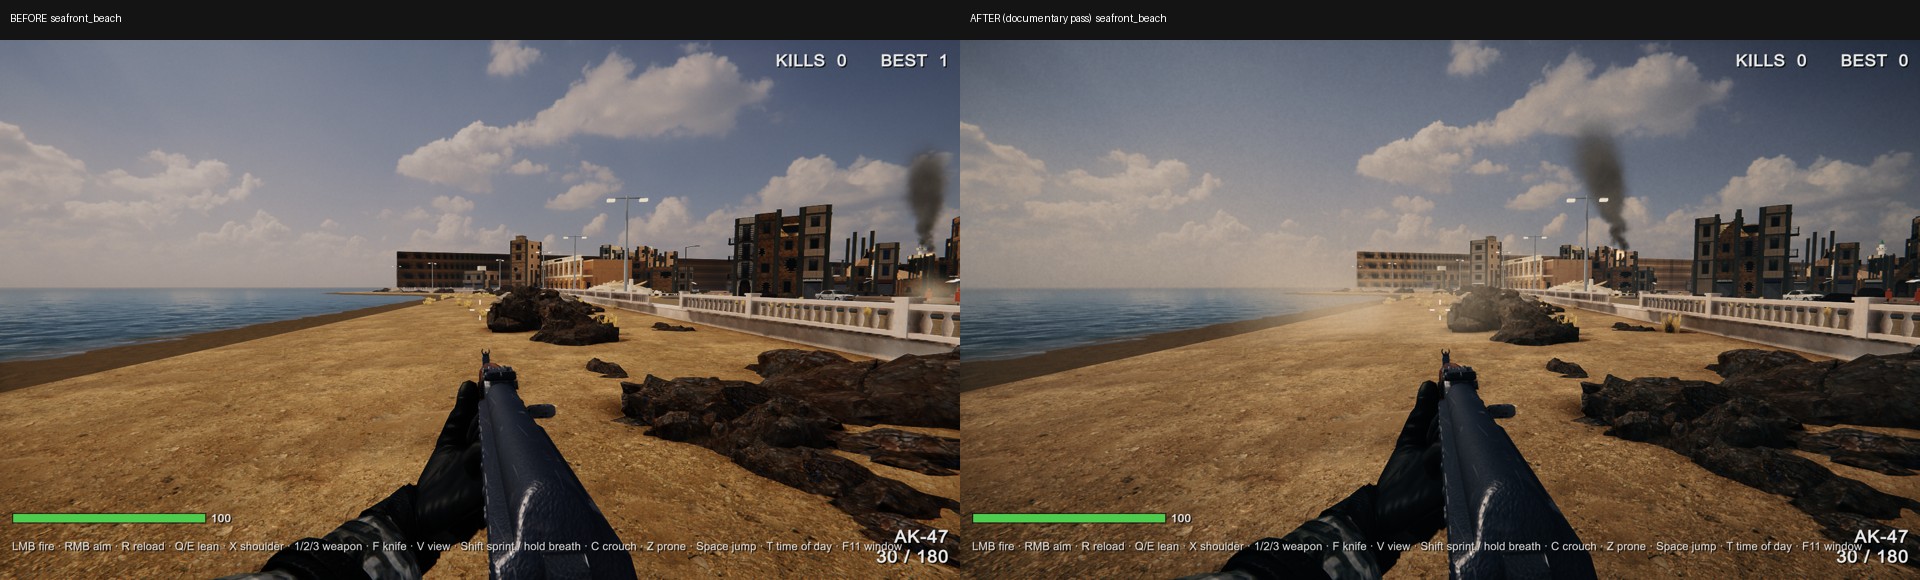 BEFORE seafront_beach
AFTER (documentary pass) seafront_beach
KILLS 0 BEST 1
KILLS 0 BEST 0
100
AK-47
LMB fire · RMB aim · R reload · Q/E lean · X shoulder · 1/2/3 weapon · F knife · V view · Shift sprint / hold breath · C crouch · Z prone · Space jump · T time of day · F11 window
30 / 180
100
AK-47
LMB fire · RMB aim · R reload · Q/E lean · X shoulder · 1/2/3 weapon · F knife · V view · Shift sprint / hold breath · C crouch · Z prone · Space jump · T time of day · F11 window
30 / 180